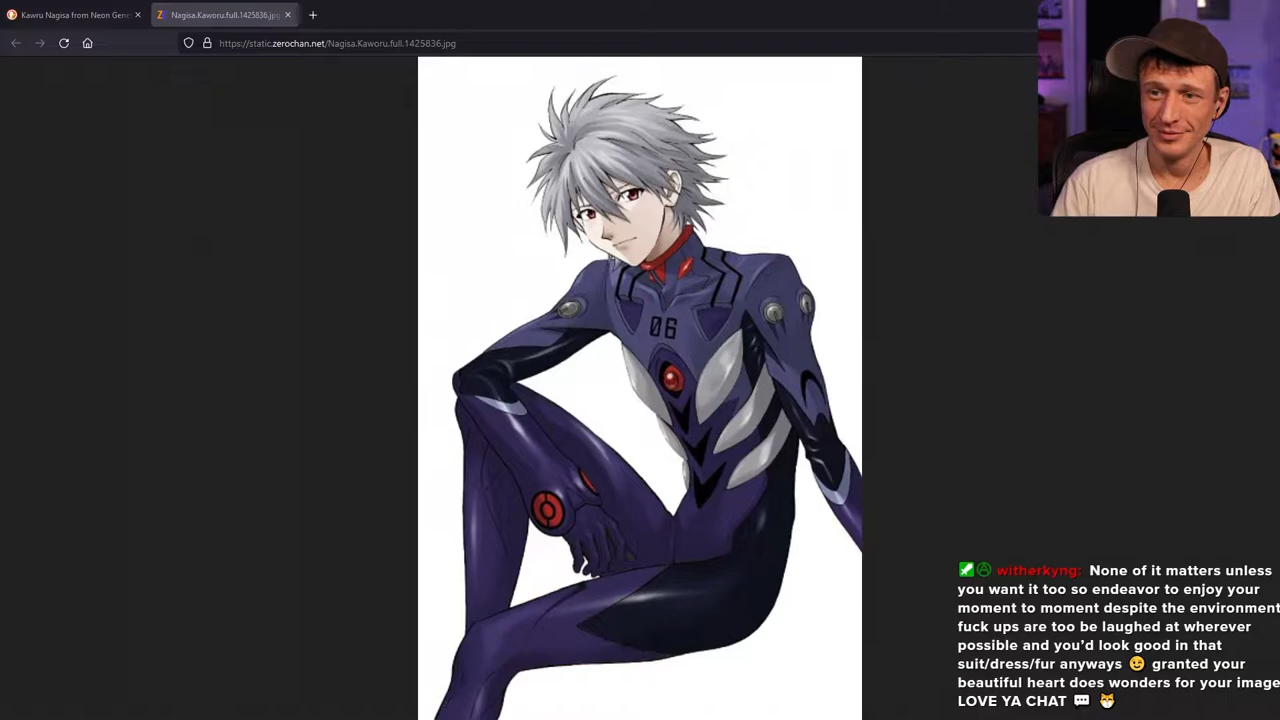 Kawru Nagisa from Neon Gene
Nagisa.Kaworu.full.1425836.jpg
https://static.zerochan.net/Nagisa.Kaworu.full.1425836.jpg
06
witherkyng: None of it matters unless
you want it too so endeavor to enjoy your
moment to moment despite the environment
fuck ups are too be laughed at wherever
possible and you'd look good in that
suit/dress/fur anyways 😉 granted your
beautiful heart does wonders for your image
LOVE YA CHAT 💬 🐱